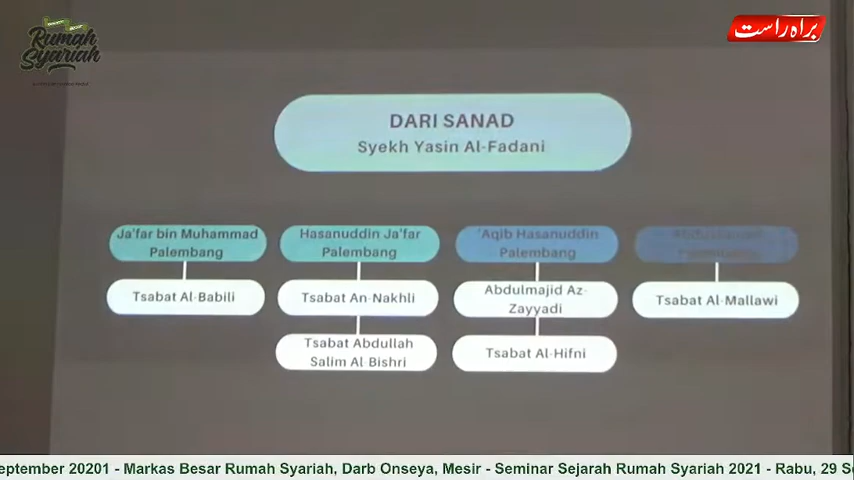 Rumah
Syariah
براہ راست
DARI SANAD
Syekh Yasin Al-Fadani
Ja'far bin Muhammad
Palembang
Tsabat Al-Babili
Hasanuddin Ja'far
Palembang
Tsabat An-Nakhli
Tsabat Abdullah
Salim Al-Bishri
'Aqib Hasanuddin
Palembang
Abdulmajid Az-
Zayyadi
Tsabat Al-Hifni
Palembang
Tsabat Al-Mallawi
eptember 20201 - Markas Besar Rumah Syariah, Darb Onseya, Mesir - Seminar Sejarah Rumah Syariah 2021 - Rabu, 29 Se